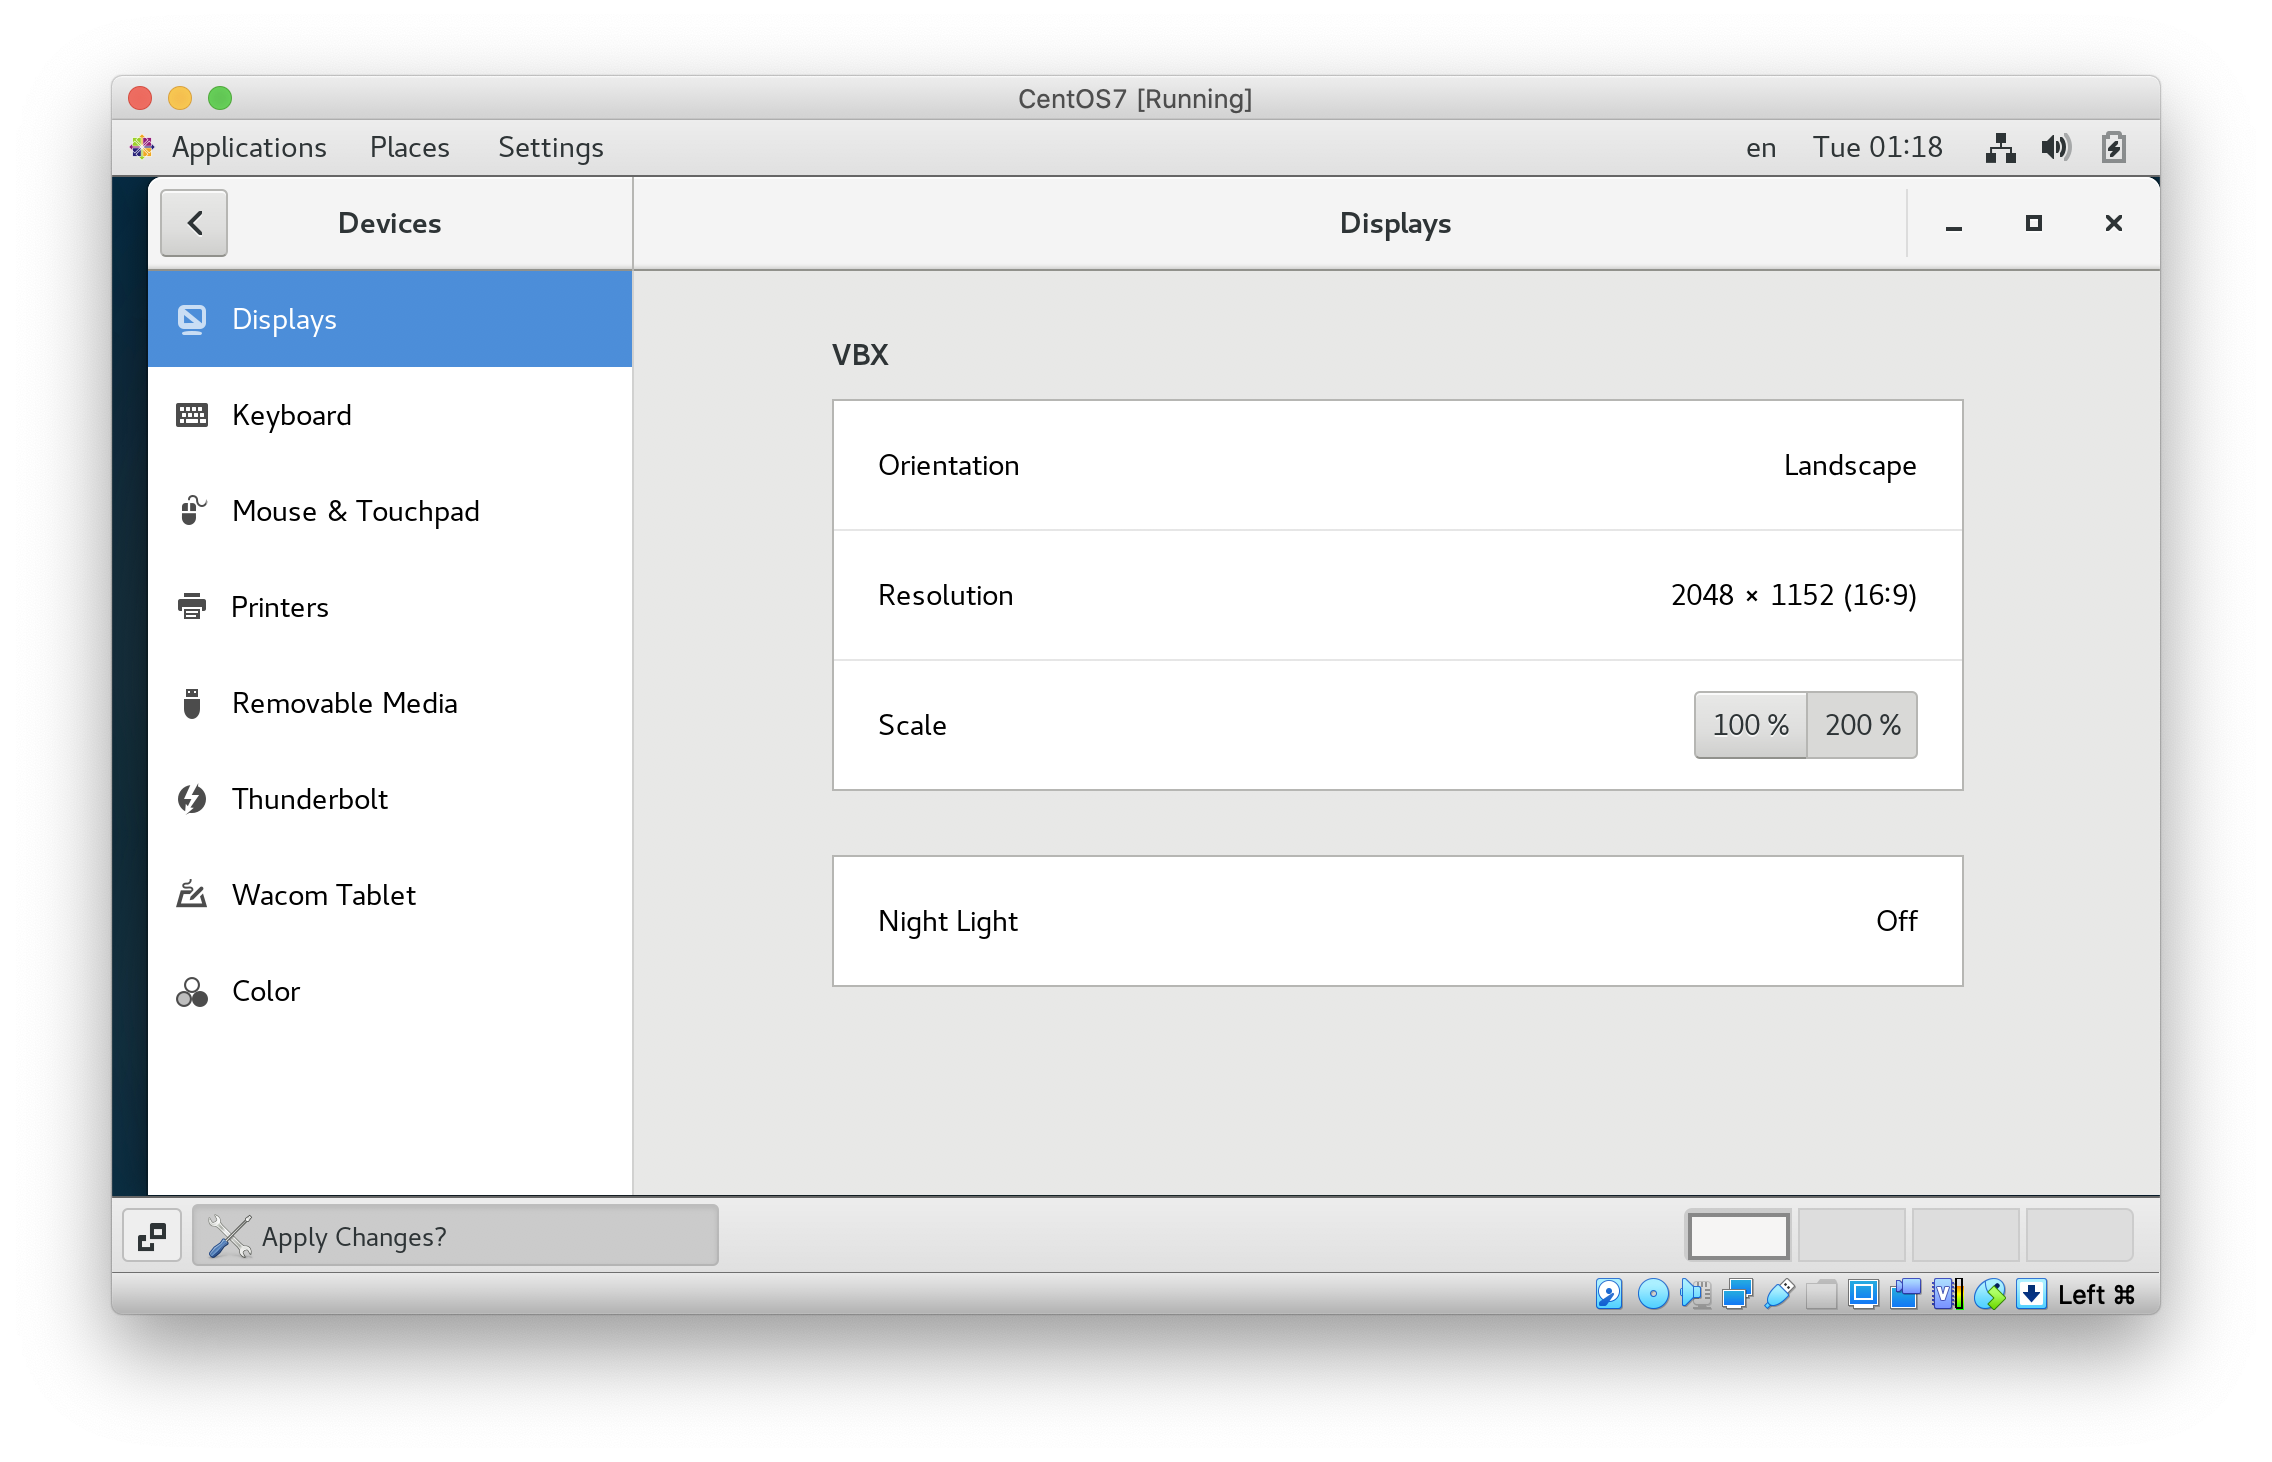 CentOS7 [Running]
Applications Places Settings en Tue 01:18
Devices Displays
Displays
Keyboard
Mouse & Touchpad
Printers
Removable Media
Thunderbolt
Wacom Tablet
Color
VBX
Orientation Landscape
Resolution 2048 × 1152 (16:9)
Scale 100 % 200 %
Night Light Off
Apply Changes?
Left ⌘